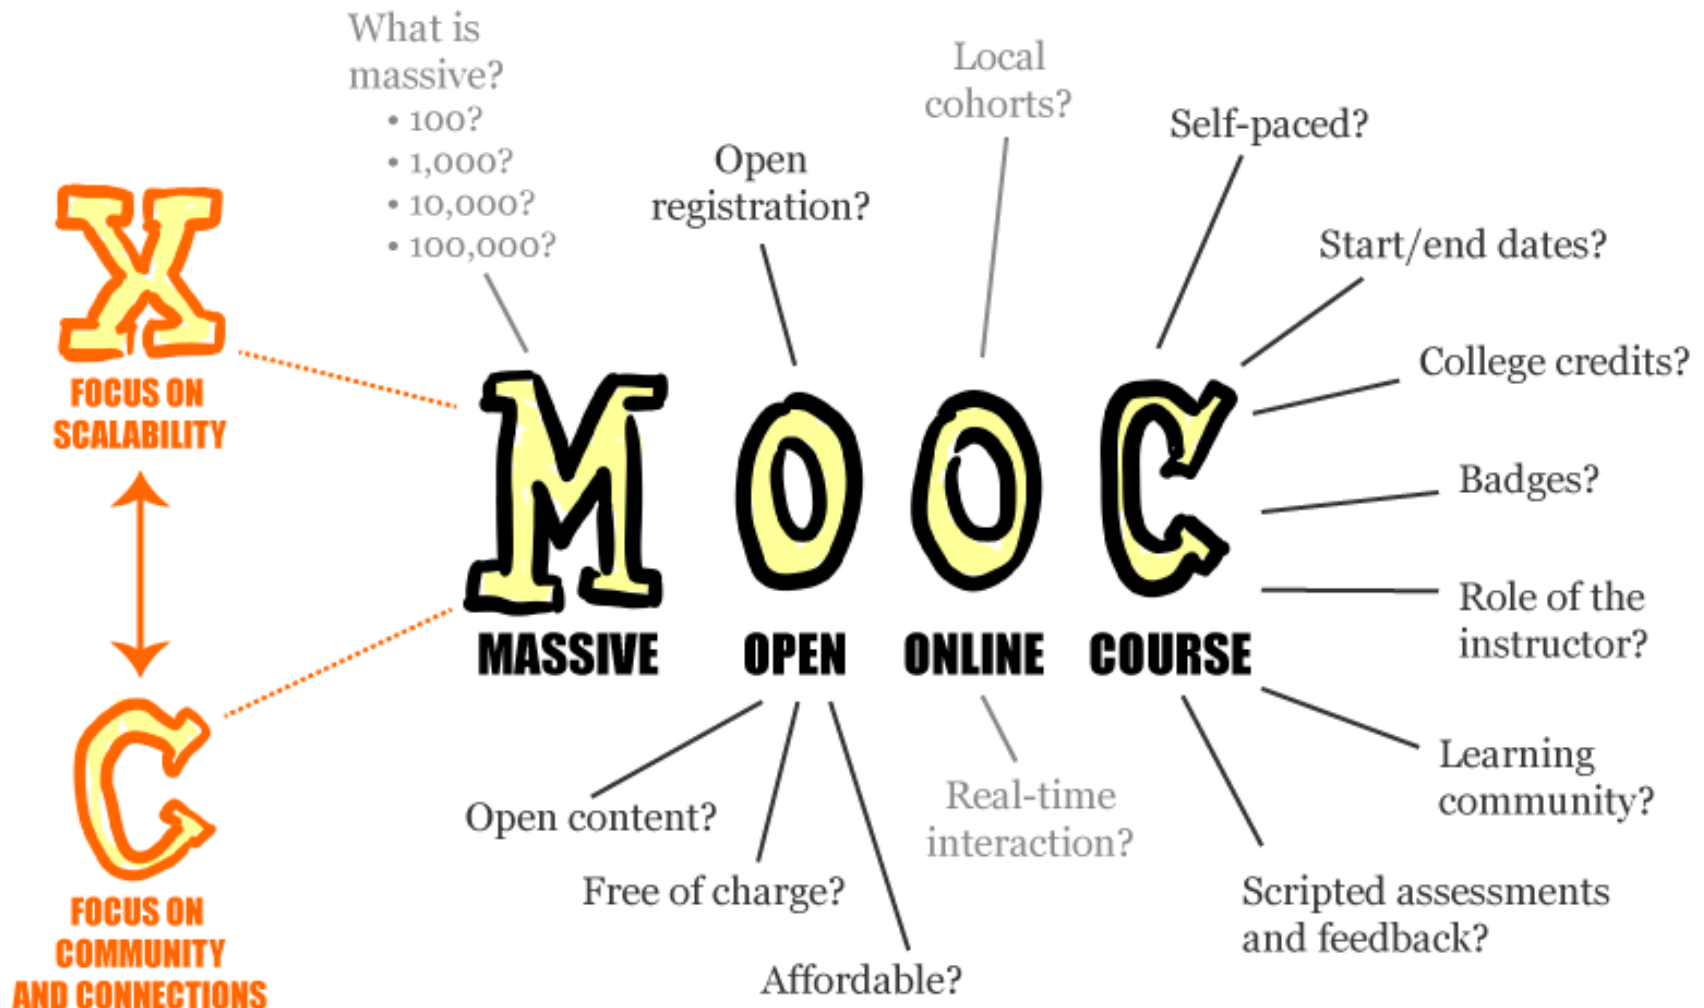 What is
massive?
• 100?
• 1,000?
• 10,000?
• 100,000?
Open
registration?
Local
cohorts?
Self-paced?
Start/end dates?
College credits?
Badges?
Role of the
instructor?
Learning
community?
Scripted assessments
and feedback?
X
FOCUS ON
SCALABILITY
C
FOCUS ON
COMMUNITY
AND CONNECTIONS
MOOC
MASSIVE OPEN ONLINE COURSE
Open content?
Free of charge?
Affordable?
Real-time
interaction?